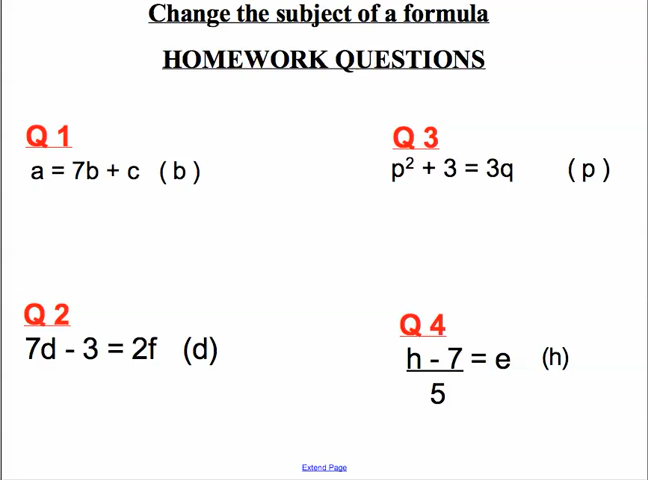 Change the subject of a formula
HOMEWORK QUESTIONS
Q 1
a = 7b + c ( b )
Q 2
7d - 3 = 2f (d)
Q 3
p² + 3 = 3q ( p )
Q 4
h - 7 = e (h)
5
Extend Page